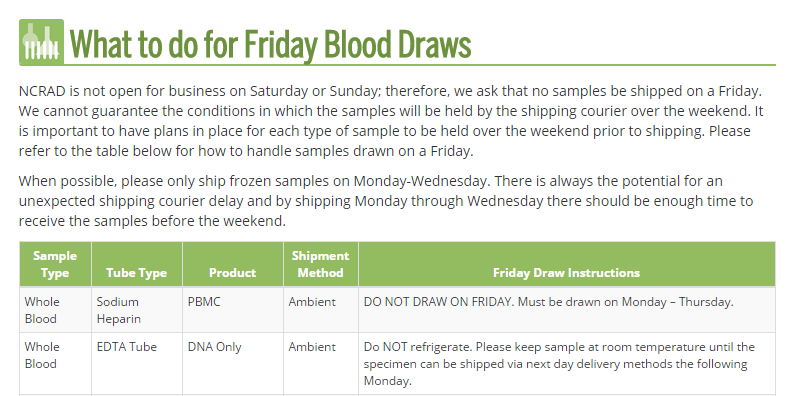 What to do for Friday Blood Draws
NCRAD is not open for business on Saturday or Sunday; therefore, we ask that no samples be shipped on a Friday.
We cannot guarantee the conditions in which the samples will be held by the shipping courier over the weekend. It
is important to have plans in place for each type of sample to be held over the weekend prior to shipping. Please
refer to the table below for how to handle samples drawn on a Friday.
When possible, please only ship frozen samples on Monday-Wednesday. There is always the potential for an
unexpected shipping courier delay and by shipping Monday through Wednesday there should be enough time to
receive the samples before the weekend.
Sample Shipment
Type Tube Type Product Method Friday Draw Instructions
Whole Sodium PBMC Ambient DO NOT DRAW ON FRIDAY. Must be drawn on Monday – Thursday.
Blood Heparin
Whole EDTA Tube DNA Only Ambient Do NOT refrigerate. Please keep sample at room temperature until the
Blood specimen can be shipped via next day delivery methods the following
Monday.